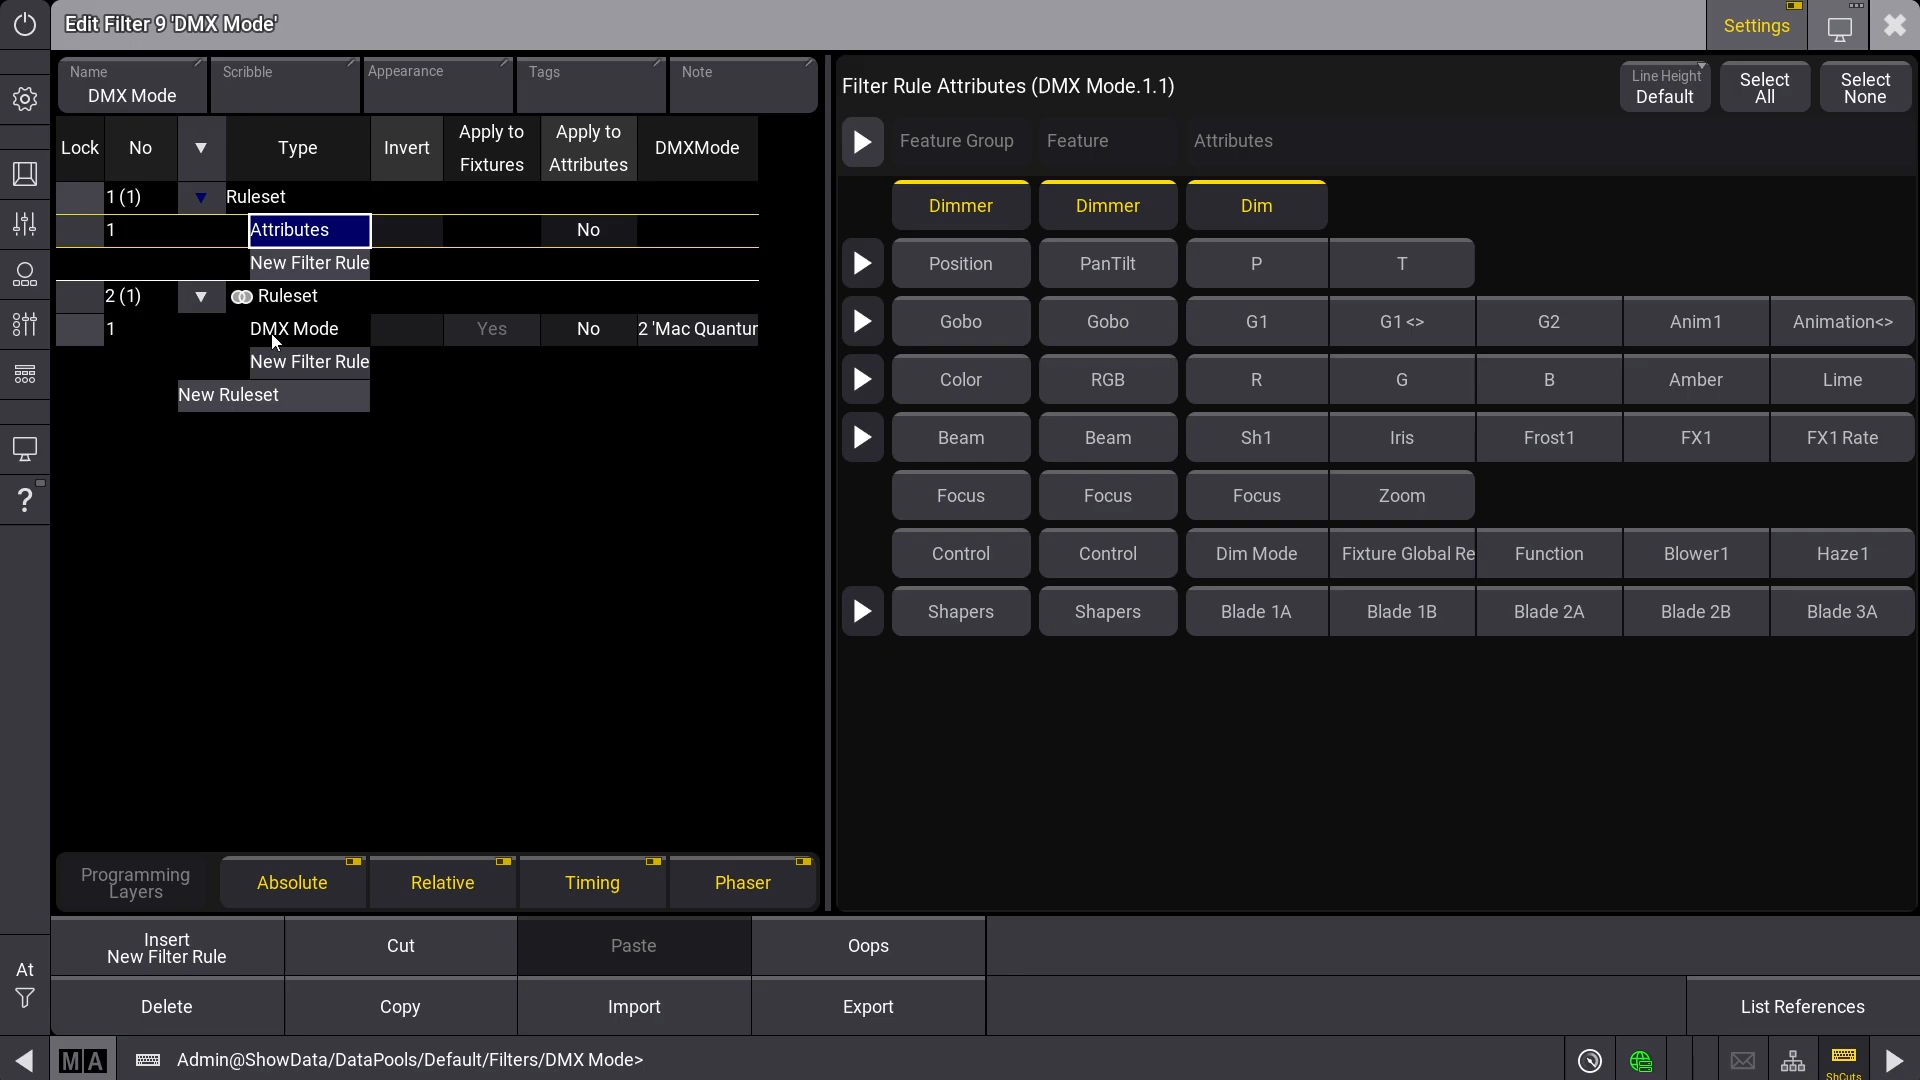 Edit Filter 9 'DMX Mode'
Settings
Name
DMX Mode
Scribble
Appearance
Tags
Note
Lock
No
Type
Invert
Apply to
Fixtures
Apply to
Attributes
DMXMode
1 (1)
Ruleset
1
Attributes
No
New Filter Rule
2 (1)
Ruleset
1
DMX Mode
Yes
No
2 'Mac Quantur
New Filter Rule
New Ruleset
Programming
Layers
Absolute
Relative
Timing
Phaser
Filter Rule Attributes (DMX Mode.1.1)
Line Height
Default
Select
All
Select
None
Feature Group
Feature
Attributes
Dimmer
Dimmer
Dim
Position
PanTilt
P
T
Gobo
Gobo
G1
G1 <>
G2
Anim1
Animation<>
Color
RGB
R
G
B
Amber
Lime
Beam
Beam
Sh1
Iris
Frost1
FX1
FX1 Rate
Focus
Focus
Focus
Zoom
Control
Control
Dim Mode
Fixture Global Re
Function
Blower1
Haze1
Shapers
Shapers
Blade 1A
Blade 1B
Blade 2A
Blade 2B
Blade 3A
Insert
New Filter Rule
Cut
Paste
Oops
Delete
Copy
Import
Export
List References
At
?
MA
Admin@ShowData/DataPools/Default/Filters/DMX Mode>
ShCuts